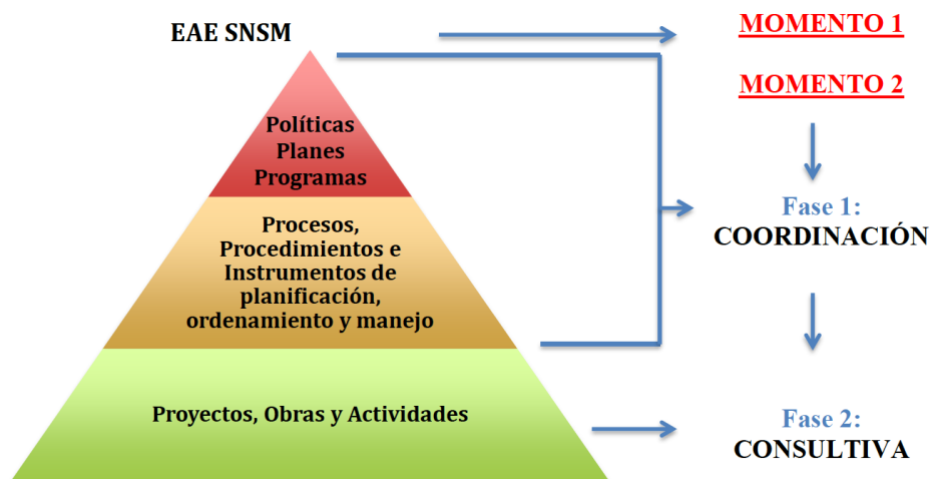 EAE SNSM
MOMENTO 1
MOMENTO 2
Políticas
Planes
Programas
Procesos,
Procedimientos e
Instrumentos de
planificación,
ordenamiento y manejo
Fase 1:
COORDINACIÓN
Proyectos, Obras y Actividades
Fase 2:
CONSULTIVA